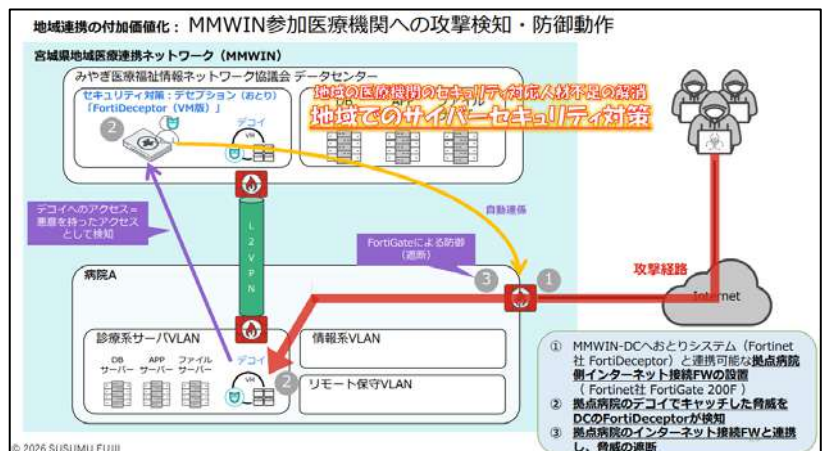 地域連携の付加価値化： MMWIN参加医療機関への攻撃検知・防御動作
宮城県地域医療連携ネットワーク（MMWIN）
みやぎ医療福祉情報ネットワーク協議会 データセンター
セキュリティ対策：デセプション（おとり）
「FortiDeceptor（VM版）」
地域の医療機関のセキュリティ対応人材不足の解消
地域でのサイバーセキュリティ対策
DB
APP
ファイル
②
デコイ
VM
デコイへのアクセス＝
悪意を持ったアクセス
として検知
L2VPN
自動連係
FortiGateによる防御
（遮断）
病院A
③
①
攻撃経路
Internet
診療系サーバVLAN
DB
サーバー
APP
サーバー
ファイル
サーバー
デコイ
VM
②
情報系VLAN
リモート保守VLAN
① MMWIN-DCへおとりシステム（Fortinet
社 FortiDeceptor）と連携可能な拠点病院
側インターネット接続FWの設置
（ Fortinet社 FortiGate 200F ）
② 拠点病院のデコイでキャッチした脅威を
DCのFortiDeceptorが検知
③ 拠点病院のインターネット接続FWと連携
し、脅威の遮断
© 2026 SUSUMU FUJII